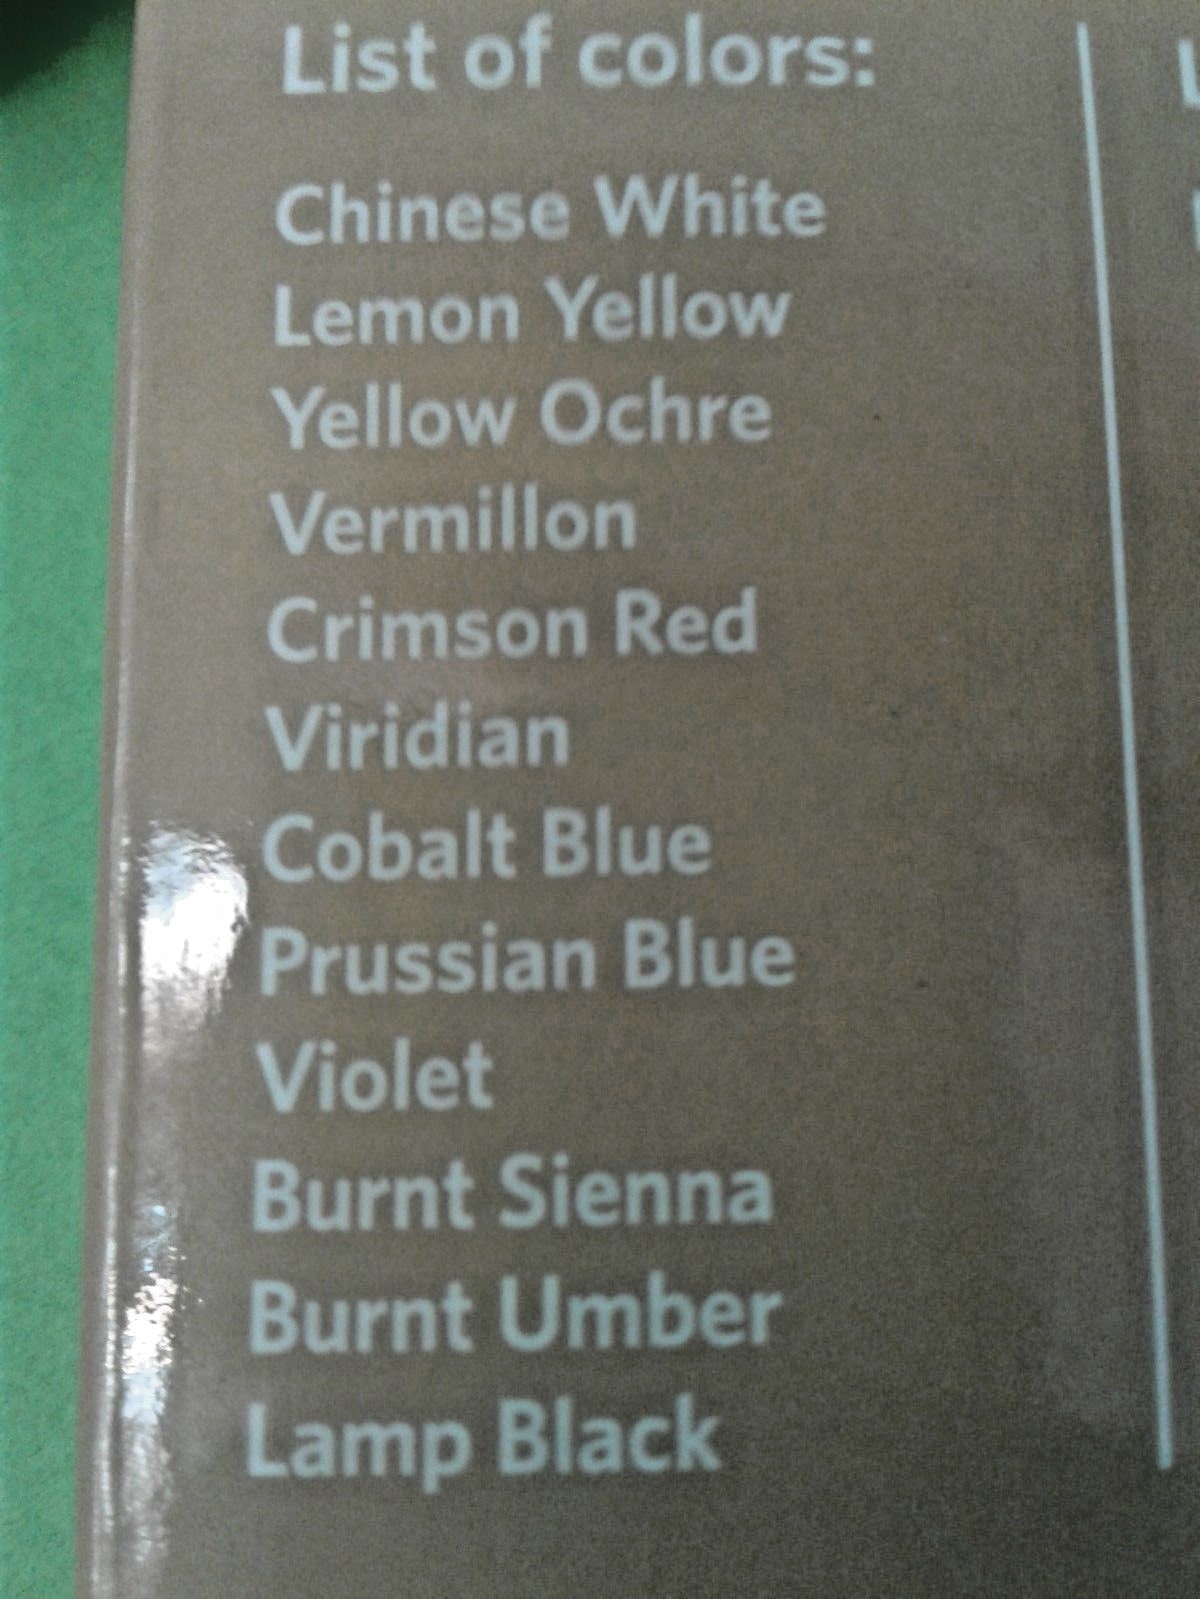 List of colors:
Chinese White
Lemon Yellow
Yellow Ochre
Vermillon
Crimson Red
Viridian
Cobalt Blue
Prussian Blue
Violet
Burnt Sienna
Burnt Umber
Lamp Black